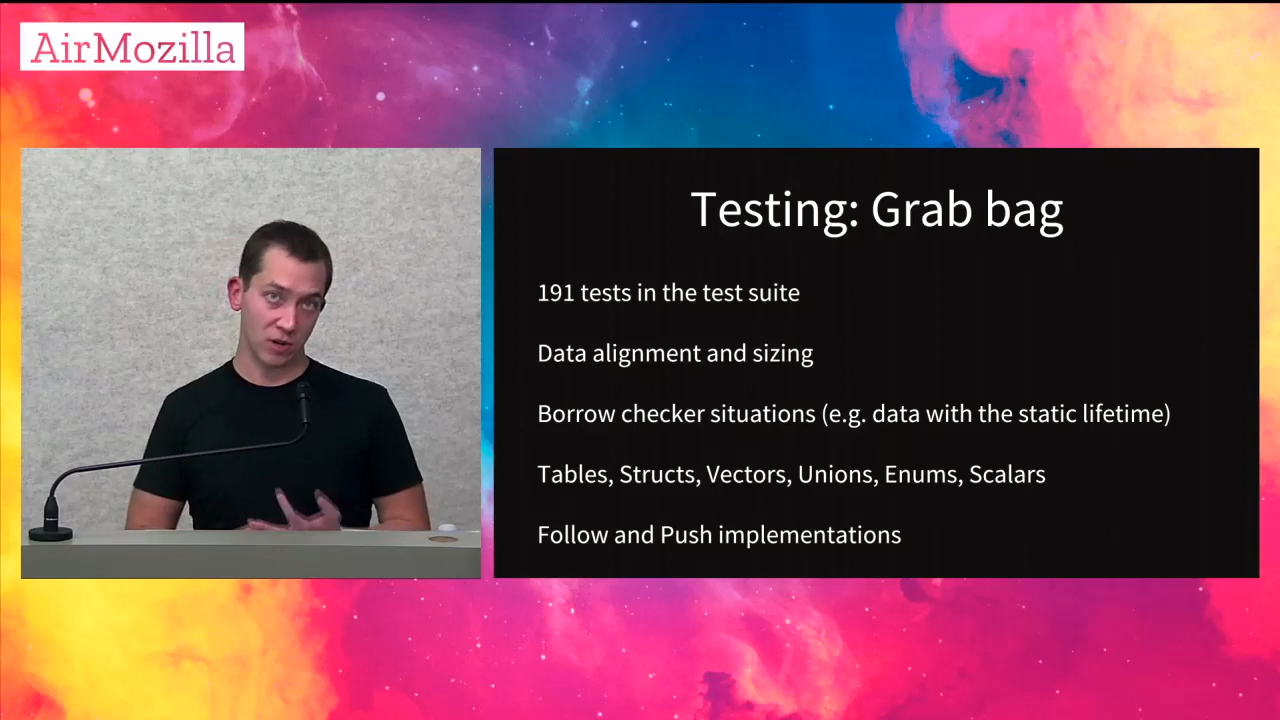 AirMozilla
Testing: Grab bag
191 tests in the test suite
Data alignment and sizing
Borrow checker situations (e.g. data with the static lifetime)
Tables, Structs, Vectors, Unions, Enums, Scalars
Follow and Push implementations